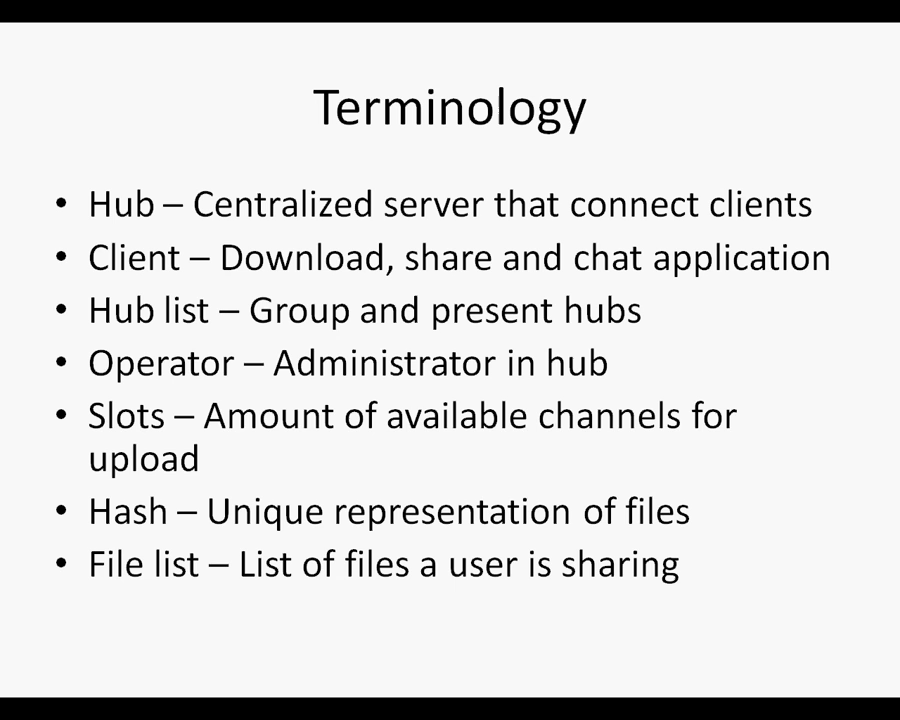 Terminology
• Hub – Centralized server that connect clients
• Client – Download, share and chat application
• Hub list – Group and present hubs
• Operator – Administrator in hub
• Slots – Amount of available channels for
upload
• Hash – Unique representation of files
• File list – List of files a user is sharing